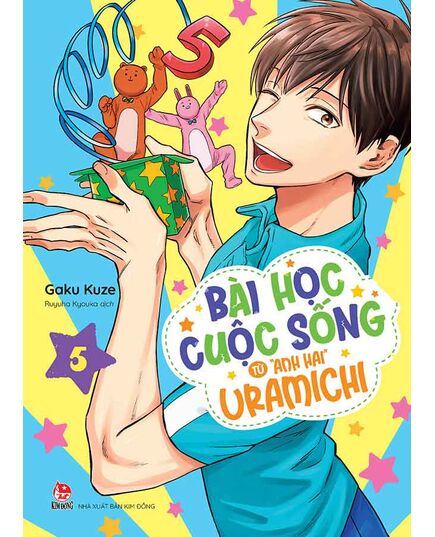 5
Gaku Kuze
Ruyuha Kyouka dịch
BÀI HỌC
CUỘC SỐNG
TỪ "ANH HAI"
URAMICHI
5
KIM ĐỒNG
NHÀ XUẤT BẢN KIM ĐỒNG